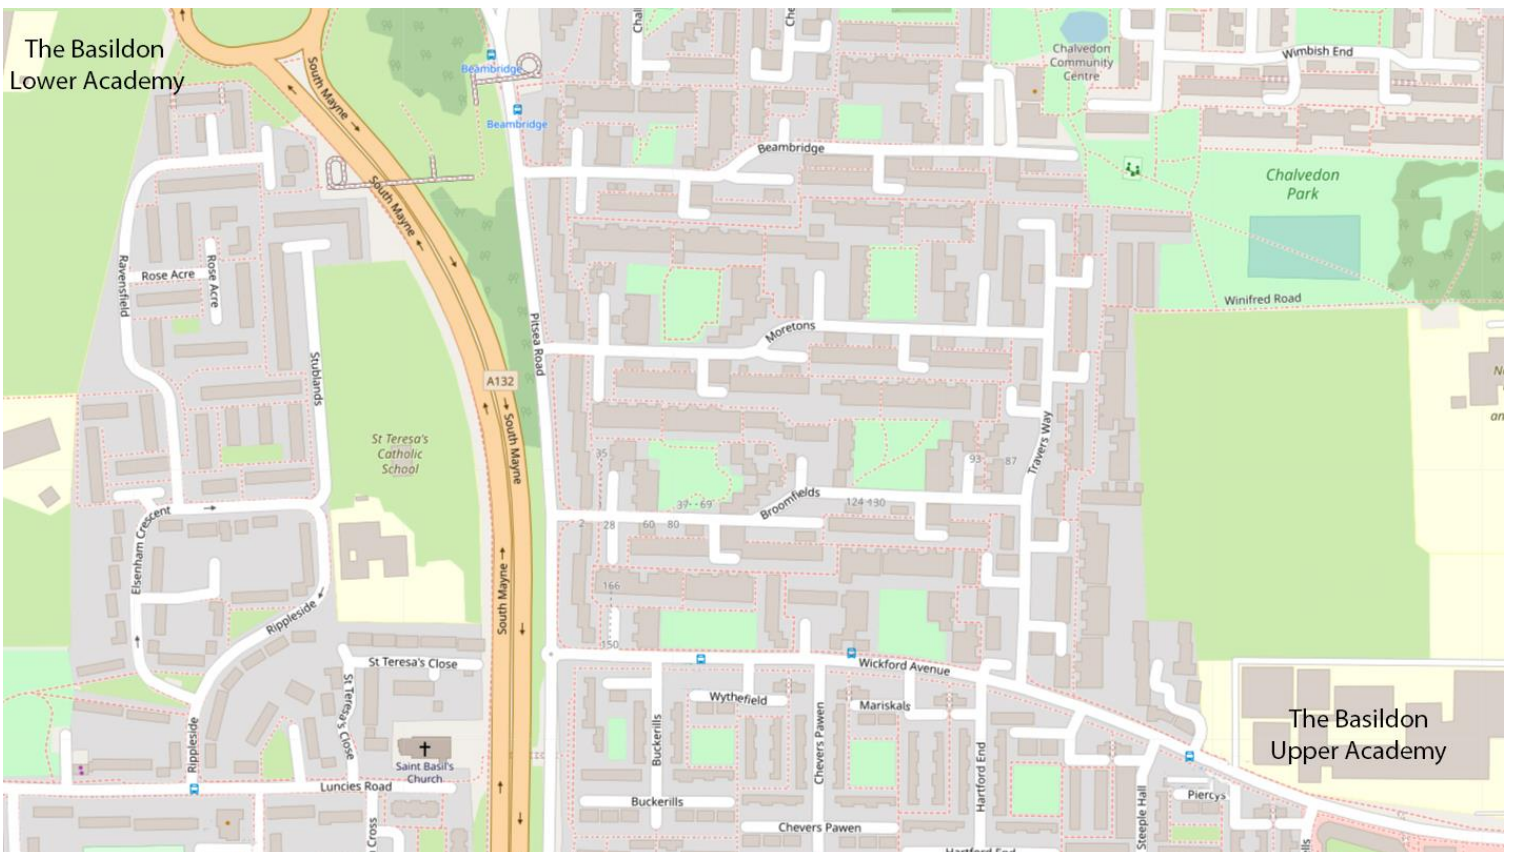 The Basildon
Lower Academy
South Mayne
Beambridge
Beambridge
Beambridge
Chalvedon
Community
Centre
Wimbish End
Chalvedon
Park
South Mayne
Ravensfield
Rose Acre
Rose Acre
Winifred Road
Pitsea Road
Moretons
Stublands
A132
South Mayne
St Teresa's
Catholic
School
Travers Way
35
93
87
37
69
Broomfields
124-130
2
28
60
80
Elsenham Crescent
South Mayne
166
150
Rippleside
St Teresa's Close
Wickford Avenue
St Teresa's Close
Wythefield
Mariskals
Buckerills
Chevers Pawen
Hartford End
The Basildon
Upper Academy
Rippleside
Saint Basil's
Church
Luncies Road
Buckerills
Piercys
Steeple Hall
Chevers Pawen
Hartford End
Cross